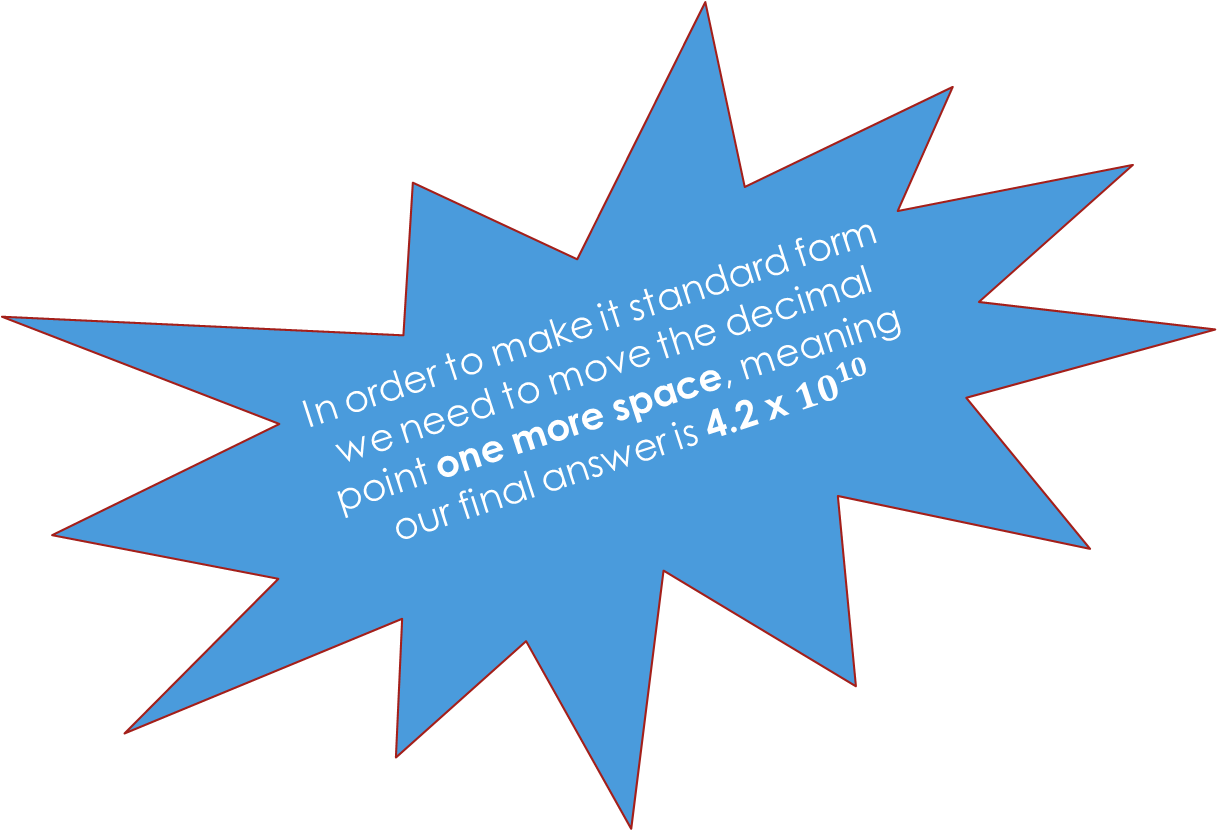 In order to make it standard form
we need to move the decimal
point one more space, meaning
our final answer is 4.2 x 10¹⁰